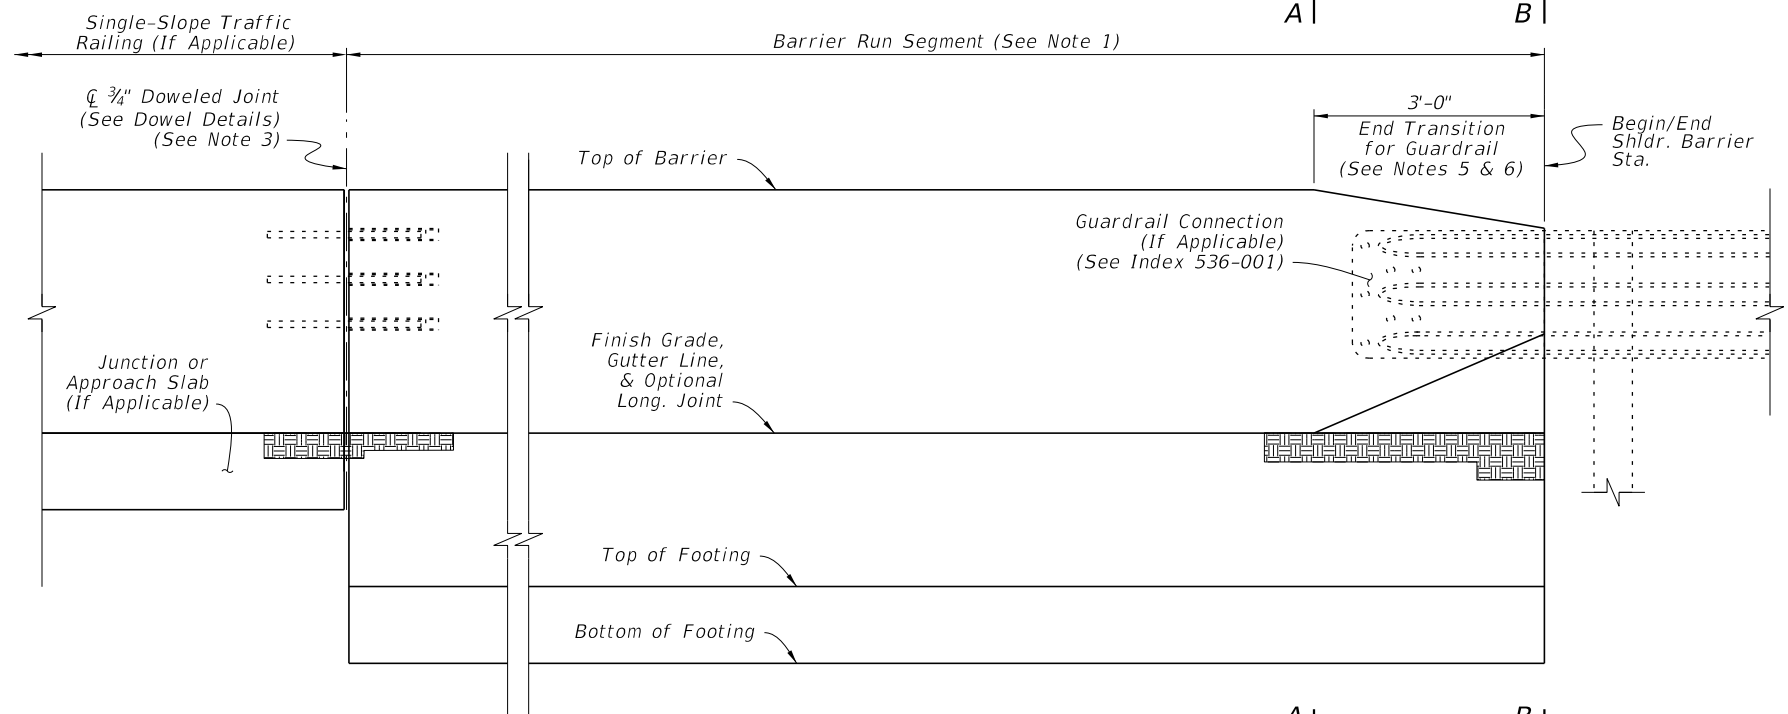 Single-Slope Traffic
Railing (If Applicable)
A
B
Barrier Run Segment (See Note 1)
℄ ¾" Doweled Joint
(See Dowel Details)
(See Note 3)
3'-0"
End Transition
for Guardrail
(See Notes 5 & 6)
Begin/End
Shldr. Barrier
Sta.
Top of Barrier
Guardrail Connection
(If Applicable)
(See Index 536-001)
Finish Grade,
Gutter Line,
& Optional
Long. Joint
Junction or
Approach Slab
(If Applicable)
Top of Footing
Bottom of Footing
A
B